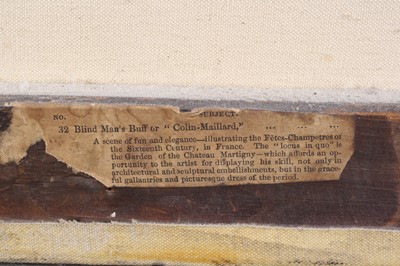 NO. SUBJECT.
32 Blind Man's Buff or "Colin-Maillard," ... ... ...
A scene of fun and elegance—illustrating the Fêtes-Champetres of
the Sixteenth Century, in France. The "locus in quo" is
the Garden of the Chateau Martigny—which affords an op-
portunity to the artist for displaying his skill, not only in
architectural and sculptural embellishments, but in the grace-
ful gallantries and picturesque dress of the period.